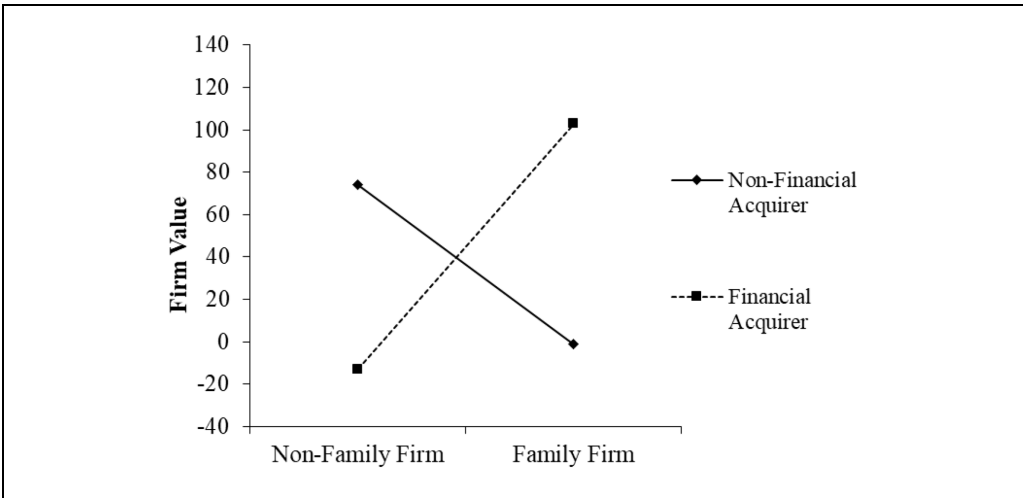 140
120
100
80
60
40
20
0
-20
-40
Firm Value
Non-Family Firm
Family Firm
Non-Financial
Acquirer
Financial
Acquirer